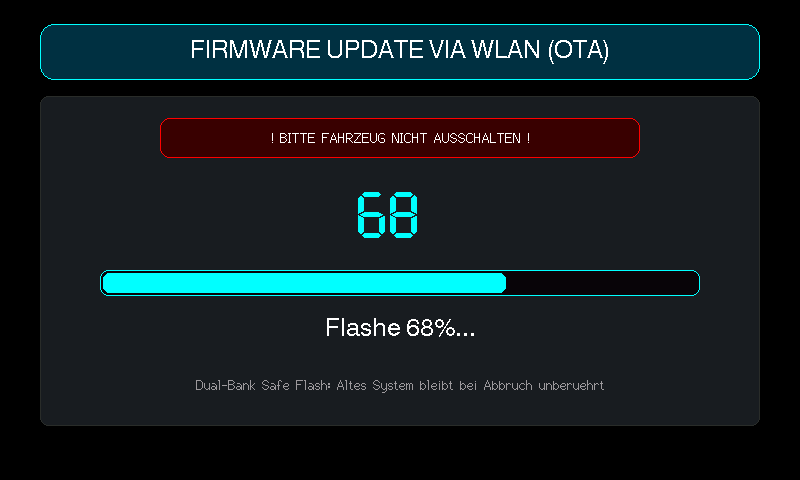 FIRMWARE UPDATE VIA WLAN (OTA)
! BITTE FAHRZEUG NICHT AUSSCHALTEN !
68
Flashe 68%...
Dual-Bank Safe Flash: Altes System bleibt bei Abbruch unberuehrt